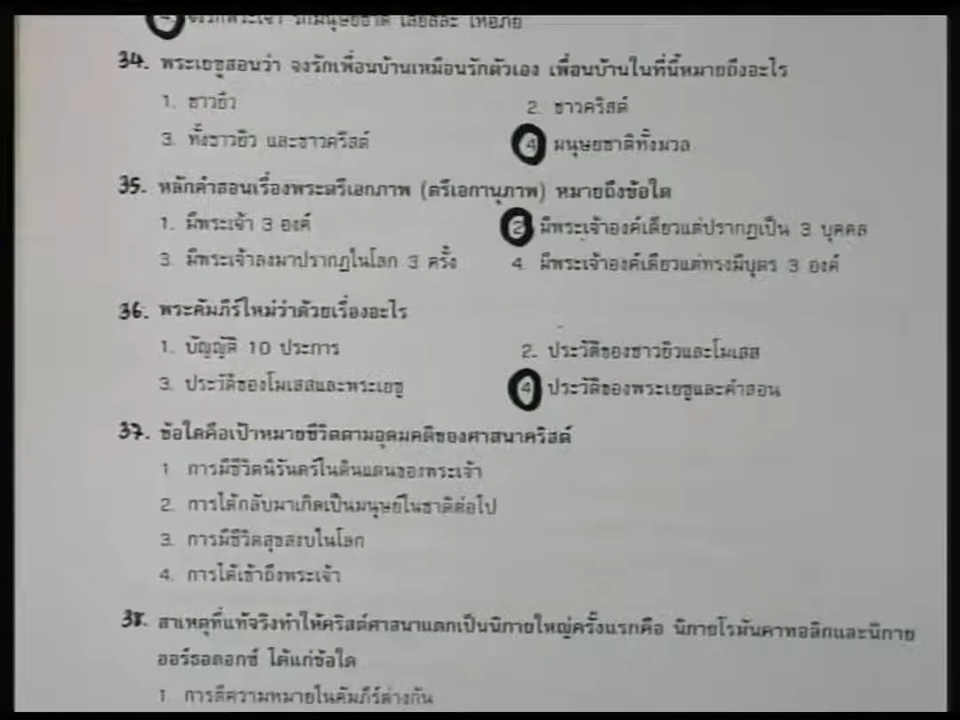 4. จงรักพระเจ้า รักมนุษยชาติ เสียสละ ให้อภัย
34. พระเยซูสอนว่า จงรักเพื่อนบ้านเหมือนรักตัวเอง เพื่อนบ้านในที่นี้หมายถึงอะไร
1. ชาวยิว 2. ชาวคริสต์
3. ทั้งชาวยิว และชาวคริสต์ 4 มนุษยชาติทั้งมวล
35. หลักคำสอนเรื่องพระตรีเอกภาพ (ตรีเอกานุภาพ) หมายถึงข้อใด
1. มีพระเจ้า 3 องค์ 2 มีพระเจ้าองค์เดียวแต่ปรากฏเป็น 3 บุคคล
3. มีพระเจ้าลงมาปรากฏในโลก 3 ครั้ง 4. มีพระเจ้าองค์เดียวแต่ทรงมีบุตร 3 องค์
36. พระคัมภีร์ใหม่ว่าด้วยเรื่องอะไร
1. บัญญัติ 10 ประการ 2. ประวัติของชาวยิวและโมเสส
3. ประวัติของโมเสสและพระเยซู 4 ประวัติของพระเยซูและคำสอน
37. ข้อใดคือเป้าหมายชีวิตตามอุดมคติของศาสนาคริสต์
1 การมีชีวิตนิรันดร์ในดินแดนของพระเจ้า
2. การได้กลับมาเกิดเป็นมนุษย์ในชาติต่อไป
3. การมีชีวิตสุขสงบในโลก
4. การได้เข้าถึงพระเจ้า
38. สาเหตุที่แท้จริงทำให้คริสต์ศาสนาแตกเป็นนิกายใหญ่ครั้งแรกคือ นิกายโรมันคาทอลิกและนิกาย
ออร์ธอดอกซ์ ได้แก่ข้อใด
1. การตีความหมายในคัมภีร์ต่างกัน